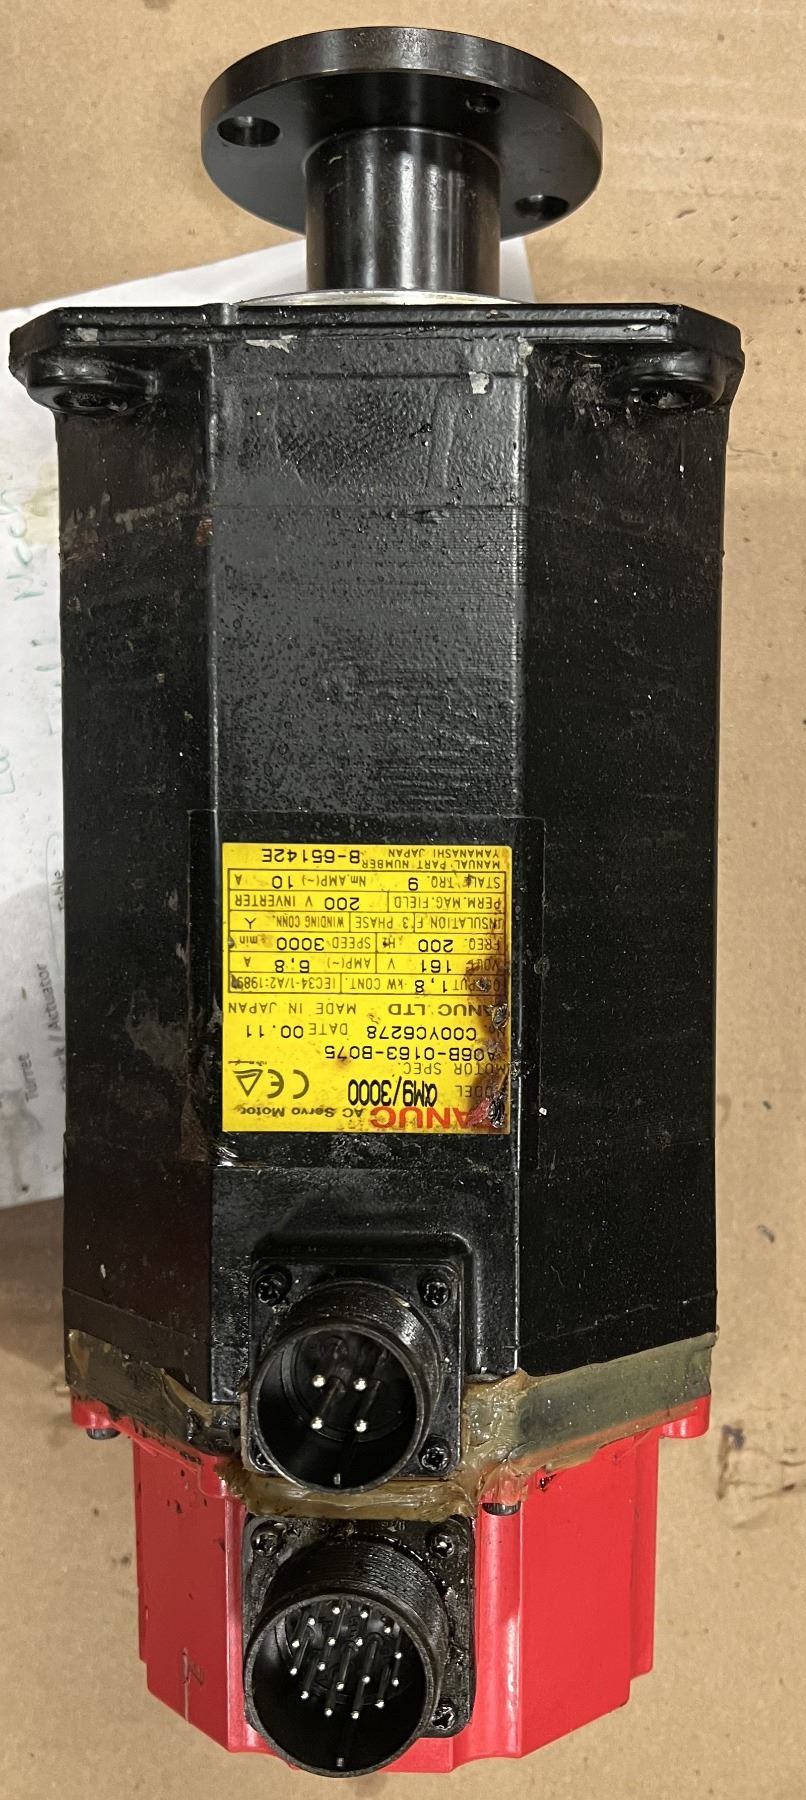 FANUC AC Servo Motor
MODEL αM9/3000 CE
MOTOR SPEC.
A06B-0163-B075
No. C00YC6278 DATE 00.11
FANUC LTD MADE IN JAPAN
OUTPUT 1,8 kW CONT. IEC34-1/A2:1989
VOLT 161 V AMP(~) 6,8 A
FREQ. 200 Hz SPEED 3000 min
INSULATION F 3 PHASE WINDING CONN. Y
PERM.MAG.FIELD 200 V INVERTER
STALL TRQ. 9 Nm.AMP(~) 10 A
MANUAL PART NUMBER B-65142E
YAMANASHI JAPAN
Turret
/ Actuator